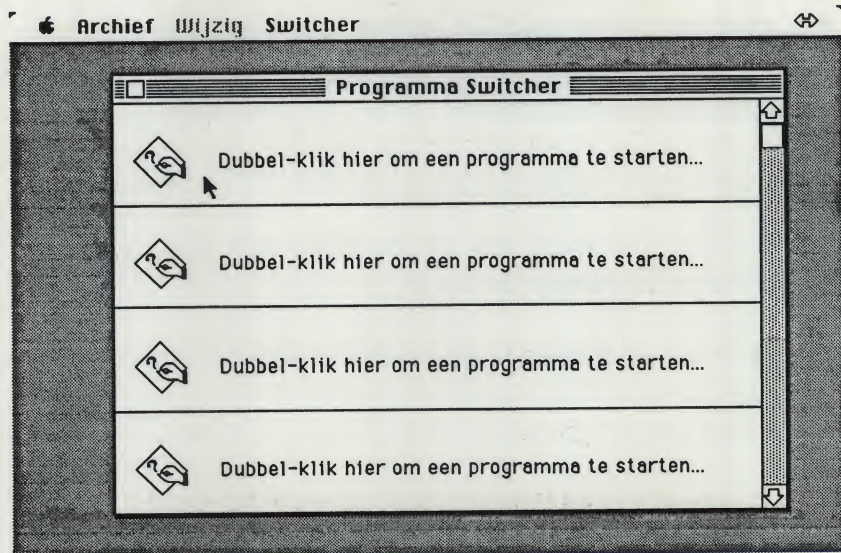 Archief Wijzig Switcher
Programma Switcher
Dubbel-klik hier om een programma te starten...
Dubbel-klik hier om een programma te starten...
Dubbel-klik hier om een programma te starten...
Dubbel-klik hier om een programma te starten...